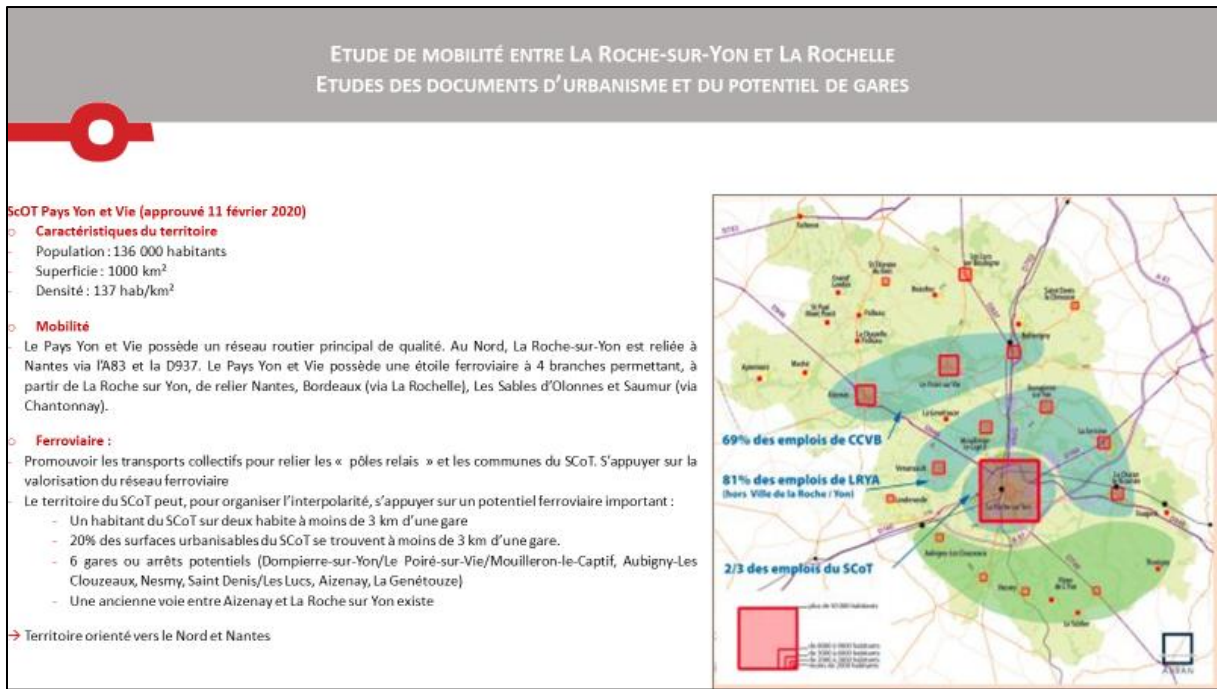 ETUDE DE MOBILITÉ ENTRE LA ROCHE-SUR-YON ET LA ROCHELLE
ETUDES DES DOCUMENTS D'URBANISME ET DU POTENTIEL DE GARES
ScOT Pays Yon et Vie (approuvé 11 février 2020)
o Caractéristiques du territoire
- Population : 136 000 habitants
- Superficie : 1000 km²
- Densité : 137 hab/km²
o Mobilité
- Le Pays Yon et Vie possède un réseau routier principal de qualité. Au Nord, La Roche-sur-Yon est reliée à
Nantes via l'A83 et la D937. Le Pays Yon et Vie possède une étoile ferroviaire à 4 branches permettant, à
partir de La Roche sur Yon, de relier Nantes, Bordeaux (via La Rochelle), Les Sables d'Olonnes et Saumur (via
Chantonnay).
o Ferroviaire :
- Promouvoir les transports collectifs pour relier les « pôles relais » et les communes du SCoT. S'appuyer sur la
valorisation du réseau ferroviaire
- Le territoire du SCoT peut, pour organiser l'interpolarité, s'appuyer sur un potentiel ferroviaire important :
- Un habitant du SCoT sur deux habite à moins de 3 km d'une gare
- 20% des surfaces urbanisables du SCoT se trouvent à moins de 3 km d'une gare.
- 6 gares ou arrêts potentiels (Dompierre-sur-Yon/Le Poiré-sur-Vie/Mouilleron-le-Captif, Aubigny-Les
Clouzeaux, Nesmy, Saint Denis/Les Lucs, Aizenay, La Genétouze)
- Une ancienne voie entre Aizenay et La Roche sur Yon existe
→ Territoire orienté vers le Nord et Nantes
69% des emplois de CCVB
81% des emplois de LRYA
(hors Ville de la Roche / Yon)
2/3 des emplois du SCoT
La Roche sur Yon